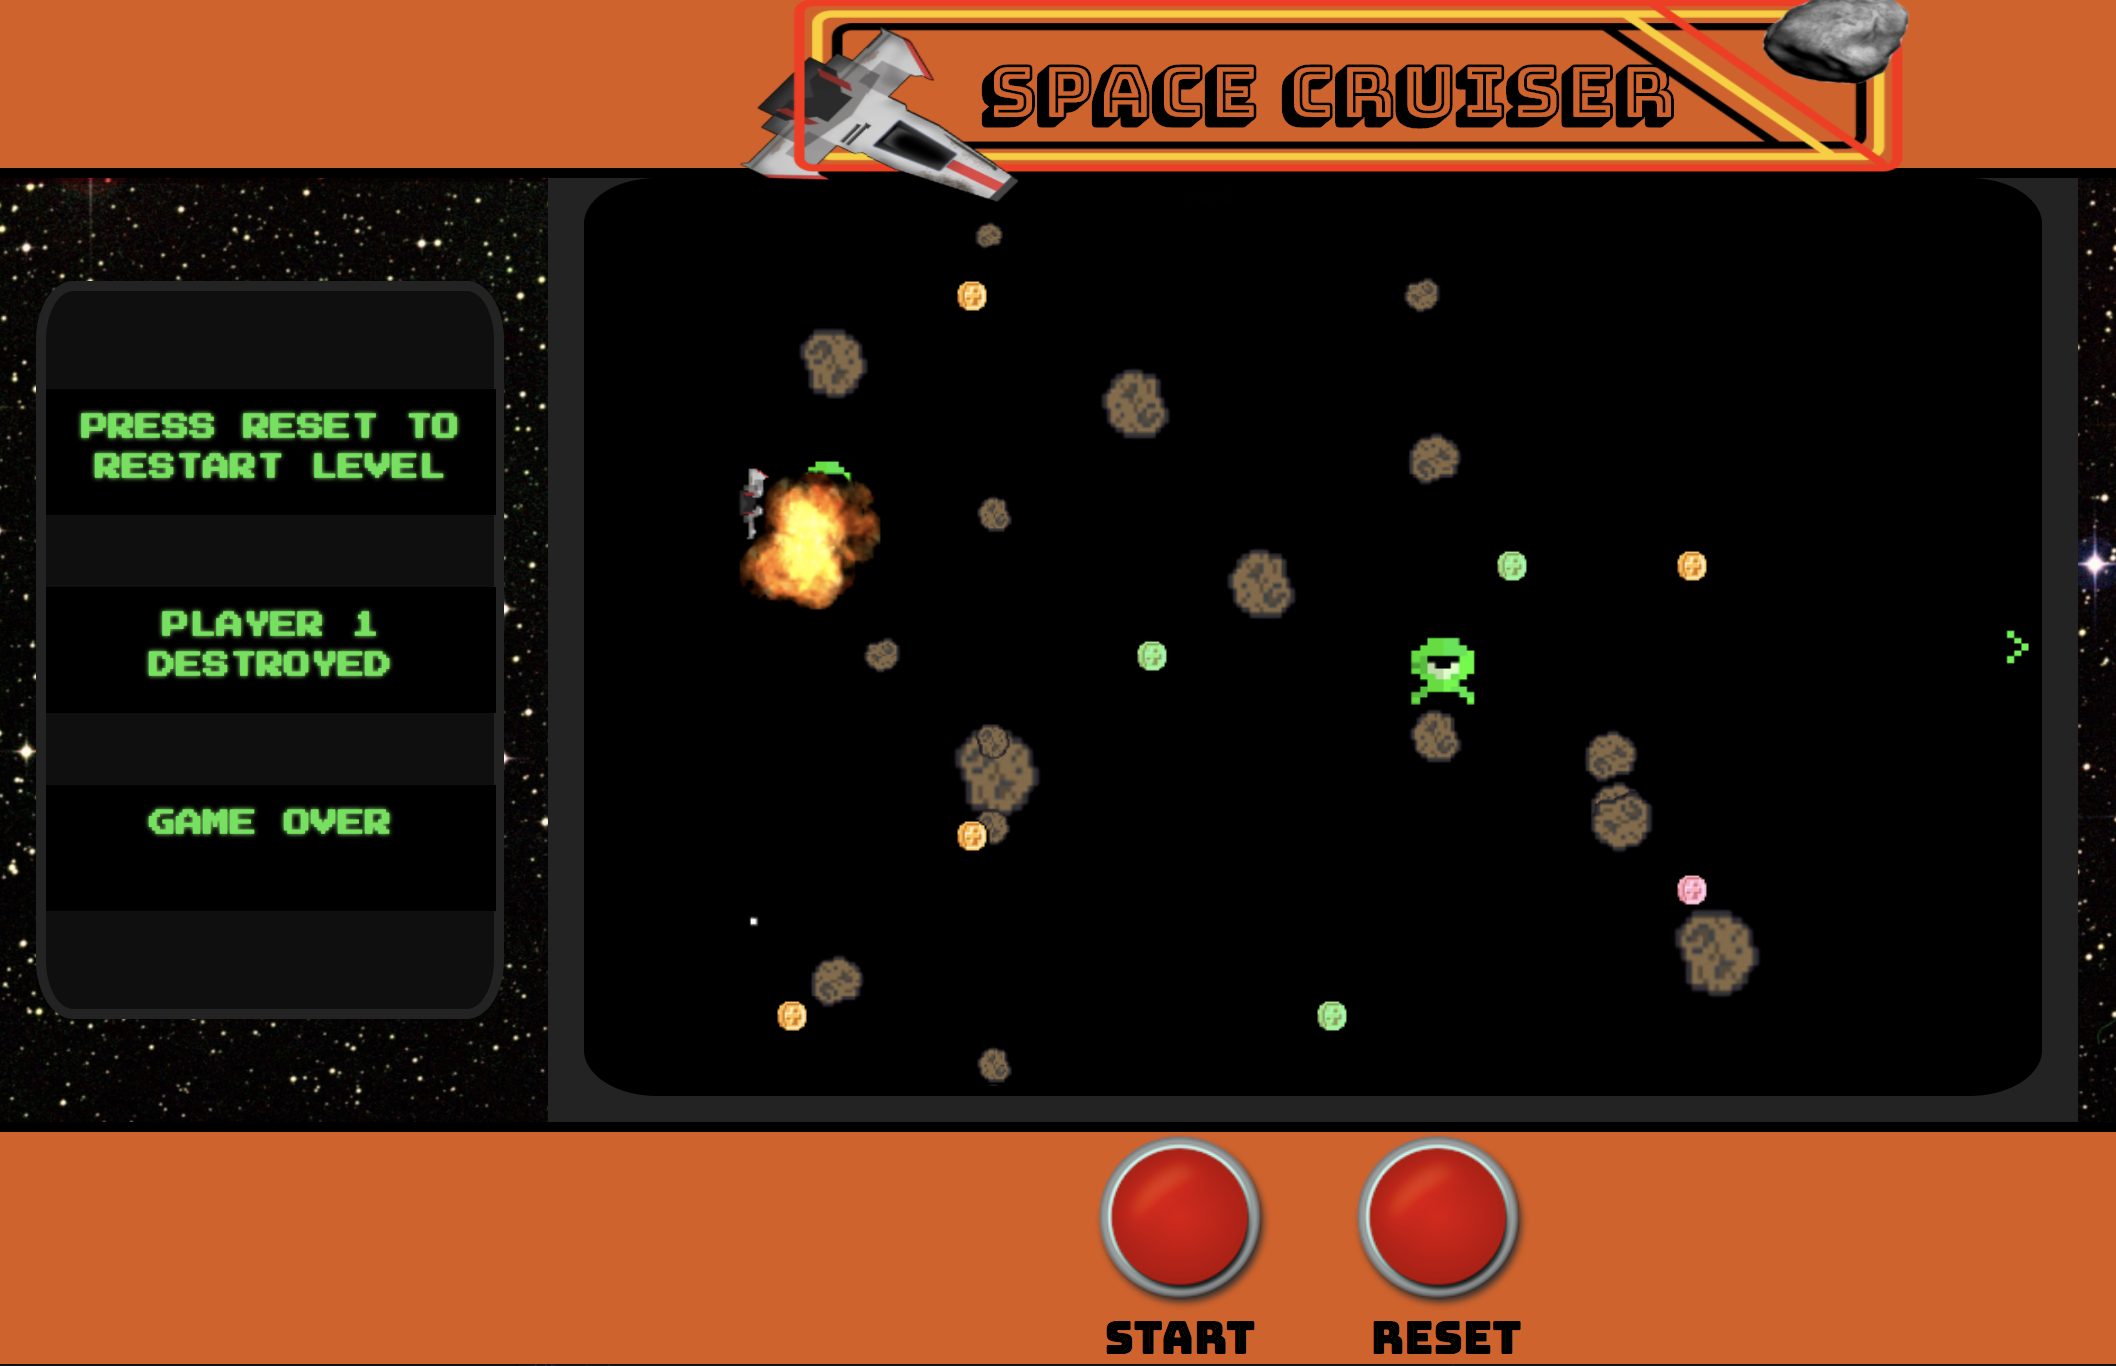 SPACE CRUISER
PRESS RESET TO
RESTART LEVEL
PLAYER 1
DESTROYED
GAME OVER
>
START
RESET